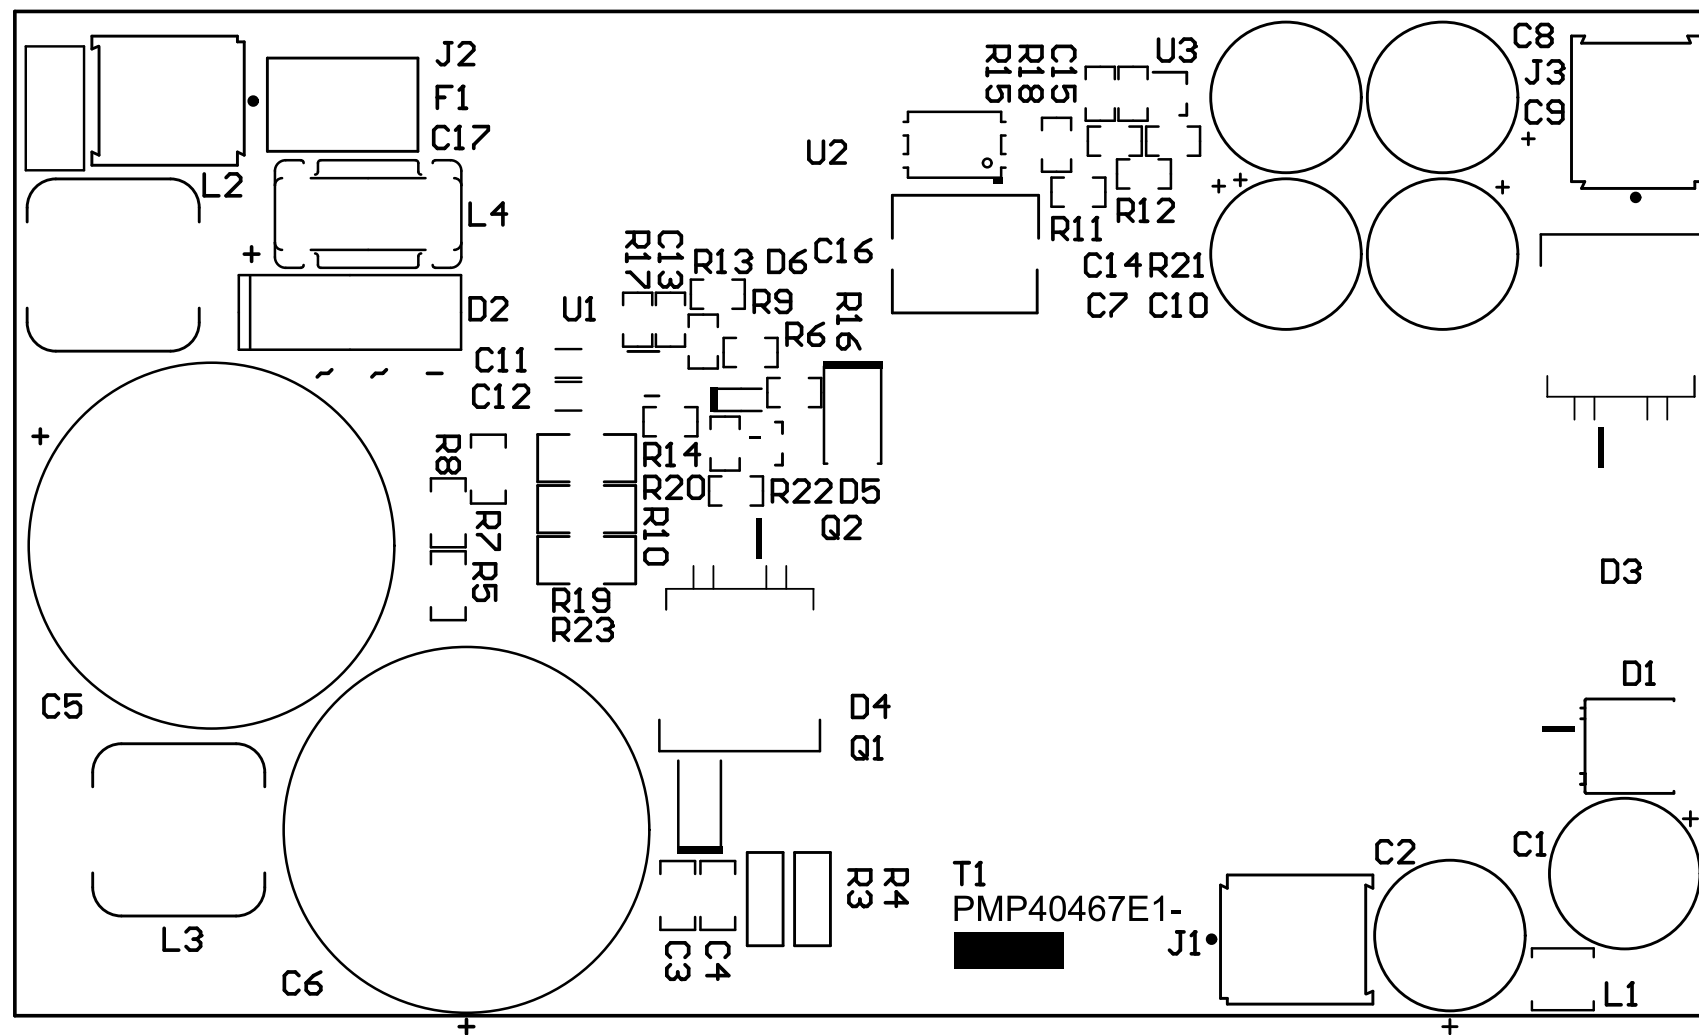 J2
F1
C17
L2
L4
+
D2
U1
C11
C12
~ ~ -
+
C5
L3
C6
+
R8
R7
R5
R17
C13
R13
D6
R9
R6
R16
R14
R20
R10
R22
D5
Q2
R19
R23
D4
Q1
C3
C4
R3
R4
U2
C16
R15
R18
C15
U3
R11
R12
C14
R21
C7
C10
+ +
+
+
C8
J3
C9
D3
D1
C1
+
C2
T1
PMP40467E1-
J1
L1
+